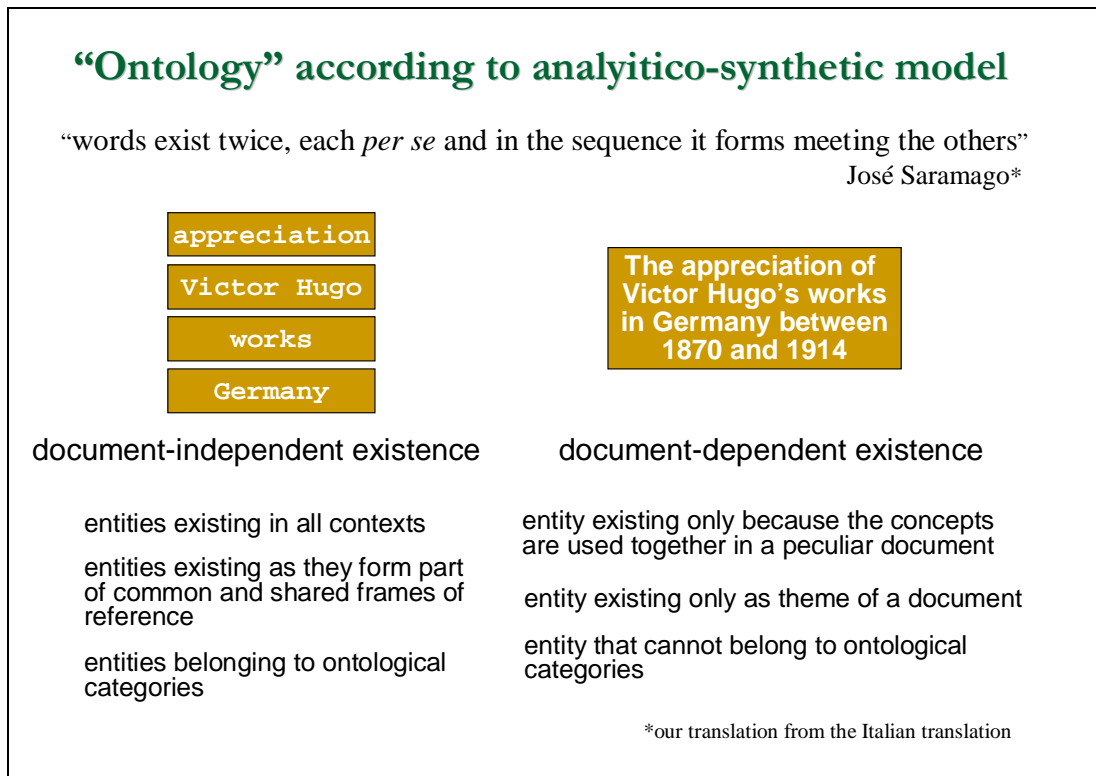 “Ontology” according to analyitico-synthetic model
“words exist twice, each per se and in the sequence it forms meeting the others”
José Saramago*
appreciation
Victor Hugo
works
Germany
document-independent existence
entities existing in all contexts
entities existing as they form part
of common and shared frames of
reference
entities belonging to ontological
categories
The appreciation of
Victor Hugo’s works
in Germany between
1870 and 1914
document-dependent existence
entity existing only because the concepts
are used together in a peculiar document
entity existing only as theme of a document
entity that cannot belong to ontological
categories
*our translation from the Italian translation